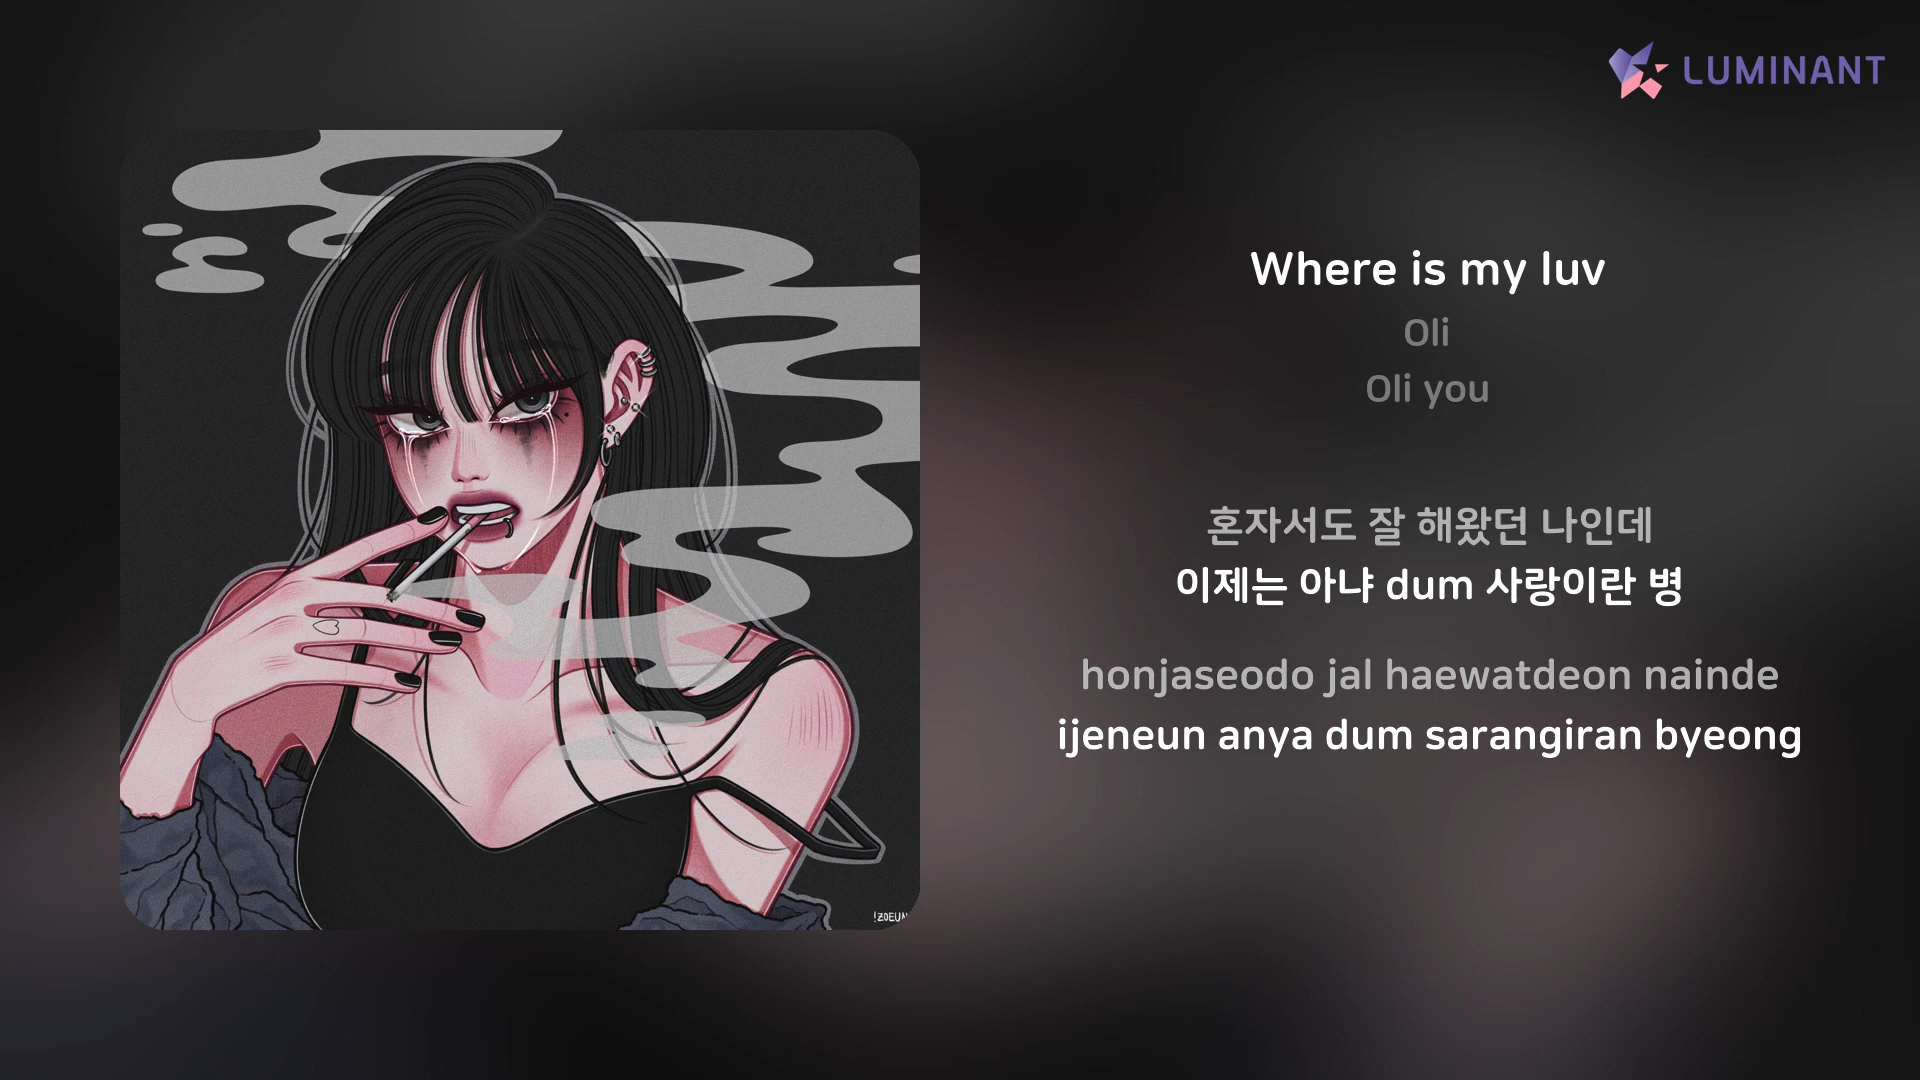 LUMINANT
Where is my luv
Oli
Oli you
혼자서도 잘 해왔던 나인데
이제는 아냐 dum 사랑이란 병
honjaseodo jal haewatdeon nainde
ijeneun anya dum sarangiran byeong
!ZOEUN